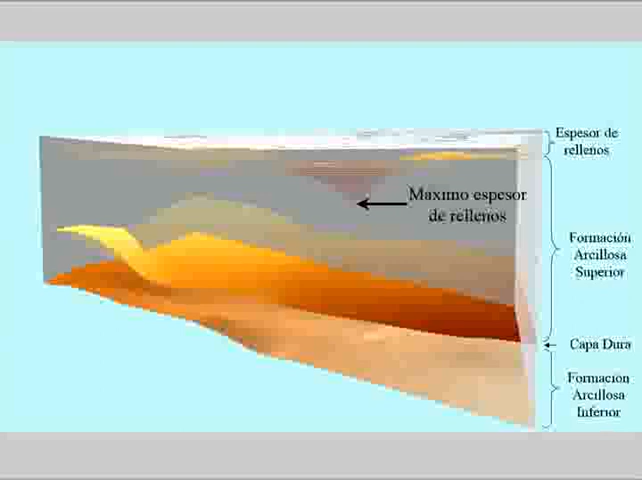 Espesor de
rellenos
Maximo espesor
de rellenos
Formación
Arcillosa
Superior
Capa Dura
Formación
Arcillosa
Inferior